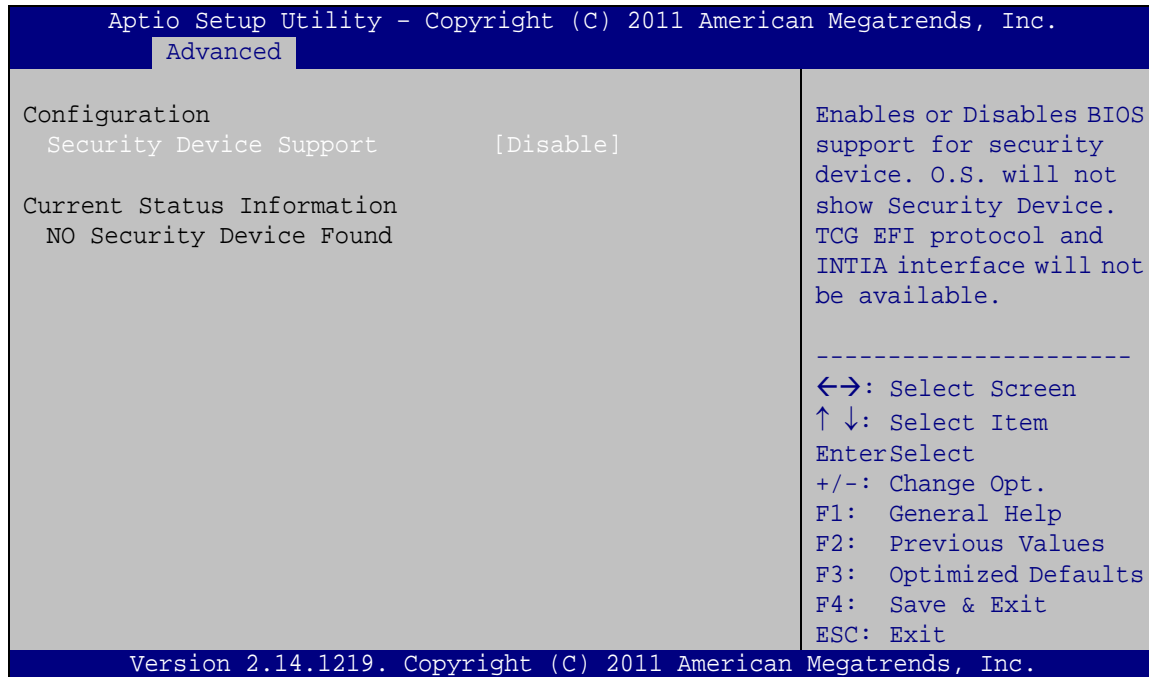 Aptio Setup Utility – Copyright (C) 2011 American Megatrends, Inc.
Advanced
Configuration
Security Device Support [Disable]
Current Status Information
NO Security Device Found
Enables or Disables BIOS
support for security
device. O.S. will not
show Security Device.
TCG EFI protocol and
INTIA interface will not
be available.
----------------------
←→: Select Screen
↑ ↓: Select Item
EnterSelect
+/-: Change Opt.
F1: General Help
F2: Previous Values
F3: Optimized Defaults
F4: Save & Exit
ESC: Exit
Version 2.14.1219. Copyright (C) 2011 American Megatrends, Inc.